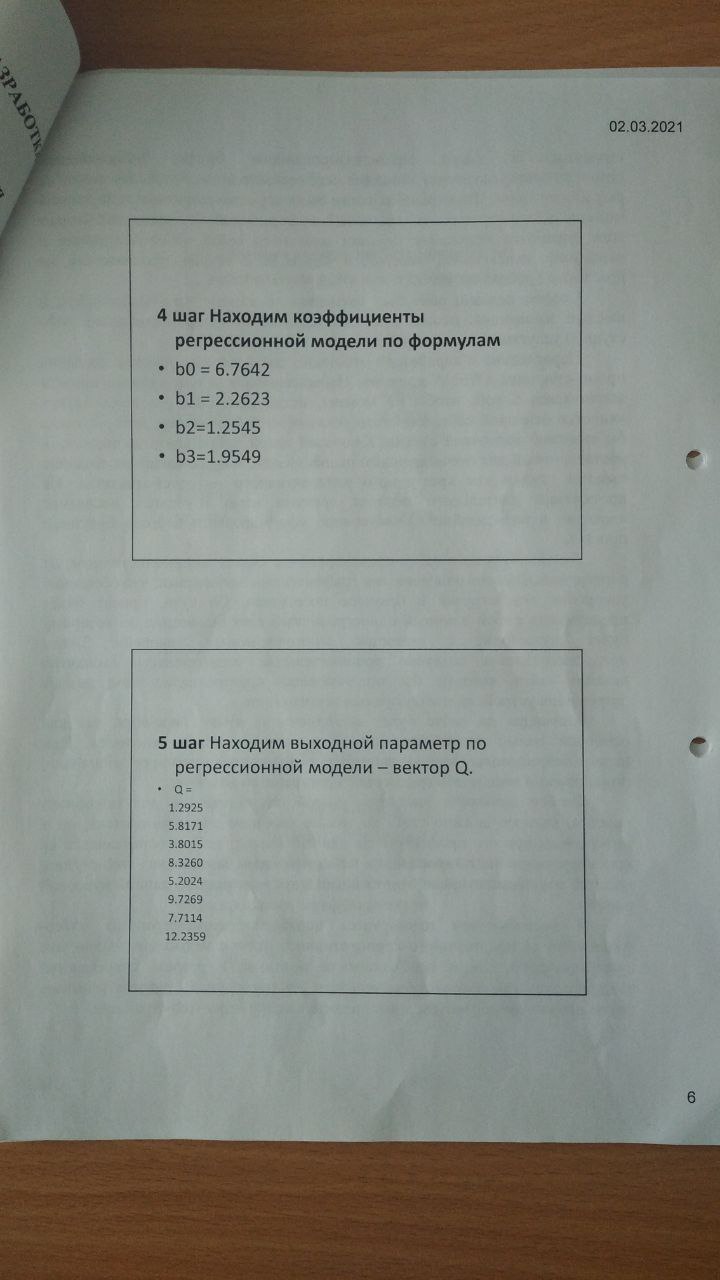 АЗРАБОТК
02.03.2021
4 шаг Находим коэффициенты
регрессионной модели по формулам
• b0 = 6.7642
• b1 = 2.2623
• b2=1.2545
• b3=1.9549
5 шаг Находим выходной параметр по
регрессионной модели – вектор Q.
• Q =
1.2925
5.8171
3.8015
8.3260
5.2024
9.7269
7.7114
12.2359
6